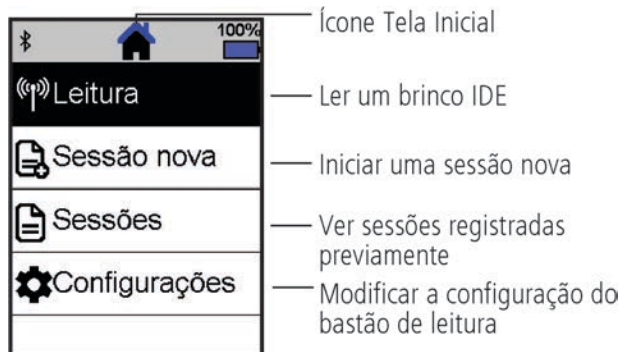 100%
Ícone Tela Inicial
Leitura
Ler um brinco IDE
Sessão nova
Iniciar uma sessão nova
Sessões
Ver sessões registradas
previamente
Configurações
Modificar a configuração do
bastão de leitura